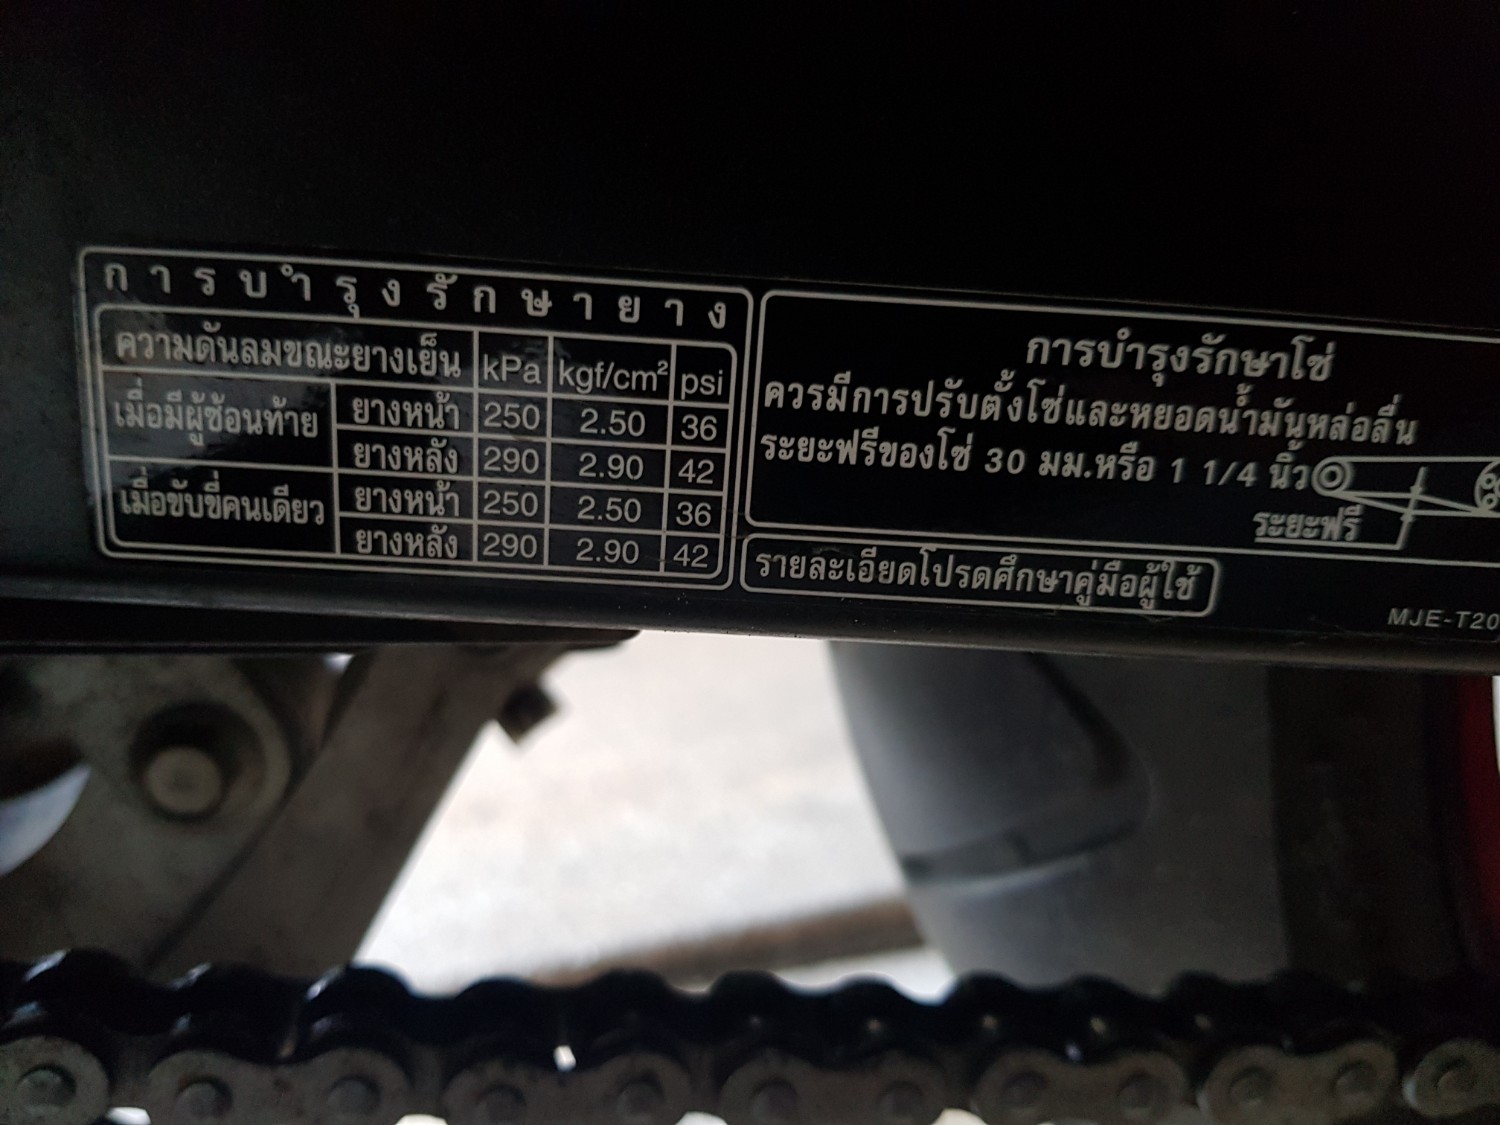 การบำรุงรักษายาง
ความดันลมขณะยางเย็น kPa kgf/cm² psi
เมื่อมีผู้ซ้อนท้าย ยางหน้า 250 2.50 36
ยางหลัง 290 2.90 42
เมื่อขับขี่คนเดียว ยางหน้า 250 2.50 36
ยางหลัง 290 2.90 42
การบำรุงรักษาโซ่
ควรมีการปรับตั้งโซ่และหยอดน้ำมันหล่อลื่น
ระยะฟรีของโซ่ 30 มม.หรือ 1 1/4 นิ้ว
ระยะฟรี
รายละเอียดโปรดศึกษาคู่มือผู้ใช้
MJE-T20